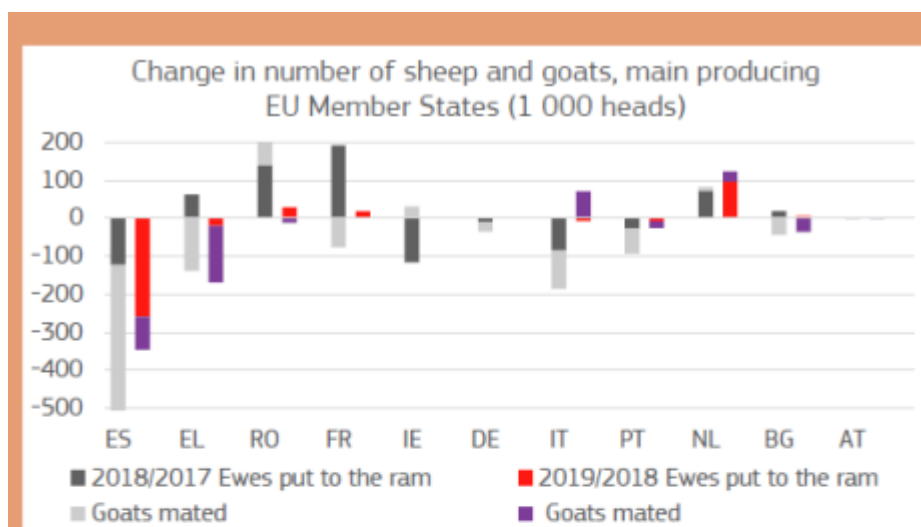 Change in number of sheep and goats, main producing
EU Member States (1 000 heads)
200
100
0
-100
-200
-300
-400
-500
ES EL RO FR IE DE IT PT NL BG AT
2018/2017 Ewes put to the ram 2019/2018 Ewes put to the ram
Goats mated Goats mated